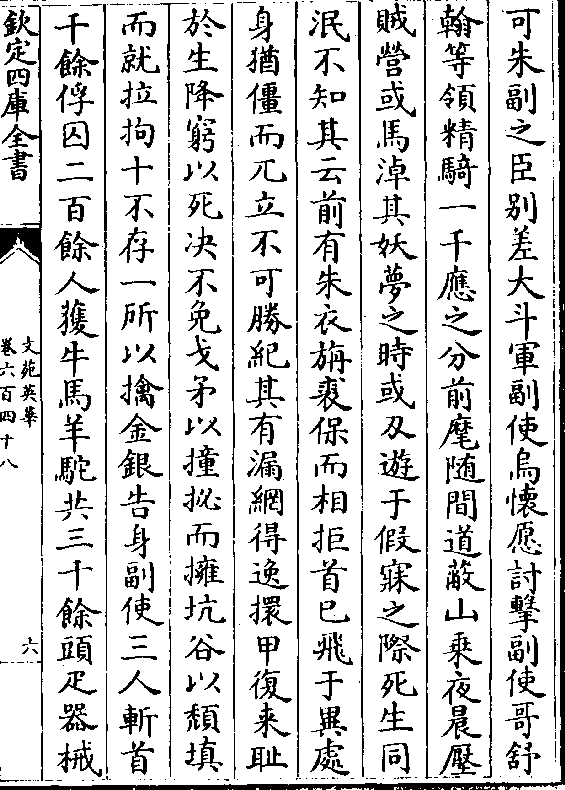 可朱副之臣别差大斗軍副使烏懷愿討擊副使哥舒
翰等領精騎一千應之分前麾随間道蔽山乘夜晨壓
賊營或馬淖其妖夢之時或刄遊于假寐之際死生同
泯不知其云前有朱衣旃裘保而相拒首已飛于異處
身猶僵而兀立不可勝紀其有漏網得逸擐甲復来耻
於生降窮以死决不免戈矛以撞拯而擁坑谷以頽填
而就拉拘十不存一所以擒金銀告身副使三人斬首
千餘俘囚二百餘人獲牛馬羊駝共三千餘頭疋器械
欽定四庫全書
文苑英華
卷六百四十八
六